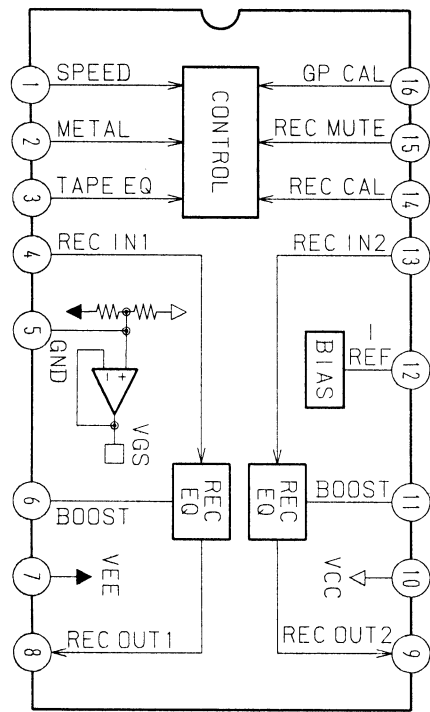 1 SPEED
GP CAL 16
2 METAL
REC MUTE 15
3 TAPE EQ
REC CAL 14
CONTROL
4 REC IN1
REC IN2 13
5 GND
+ −
VGS
BIAS
I REF 12
6 BOOST
REC EQ
REC EQ
BOOST 11
7 VEE
VCC 10
8 REC OUT1
REC OUT2 9